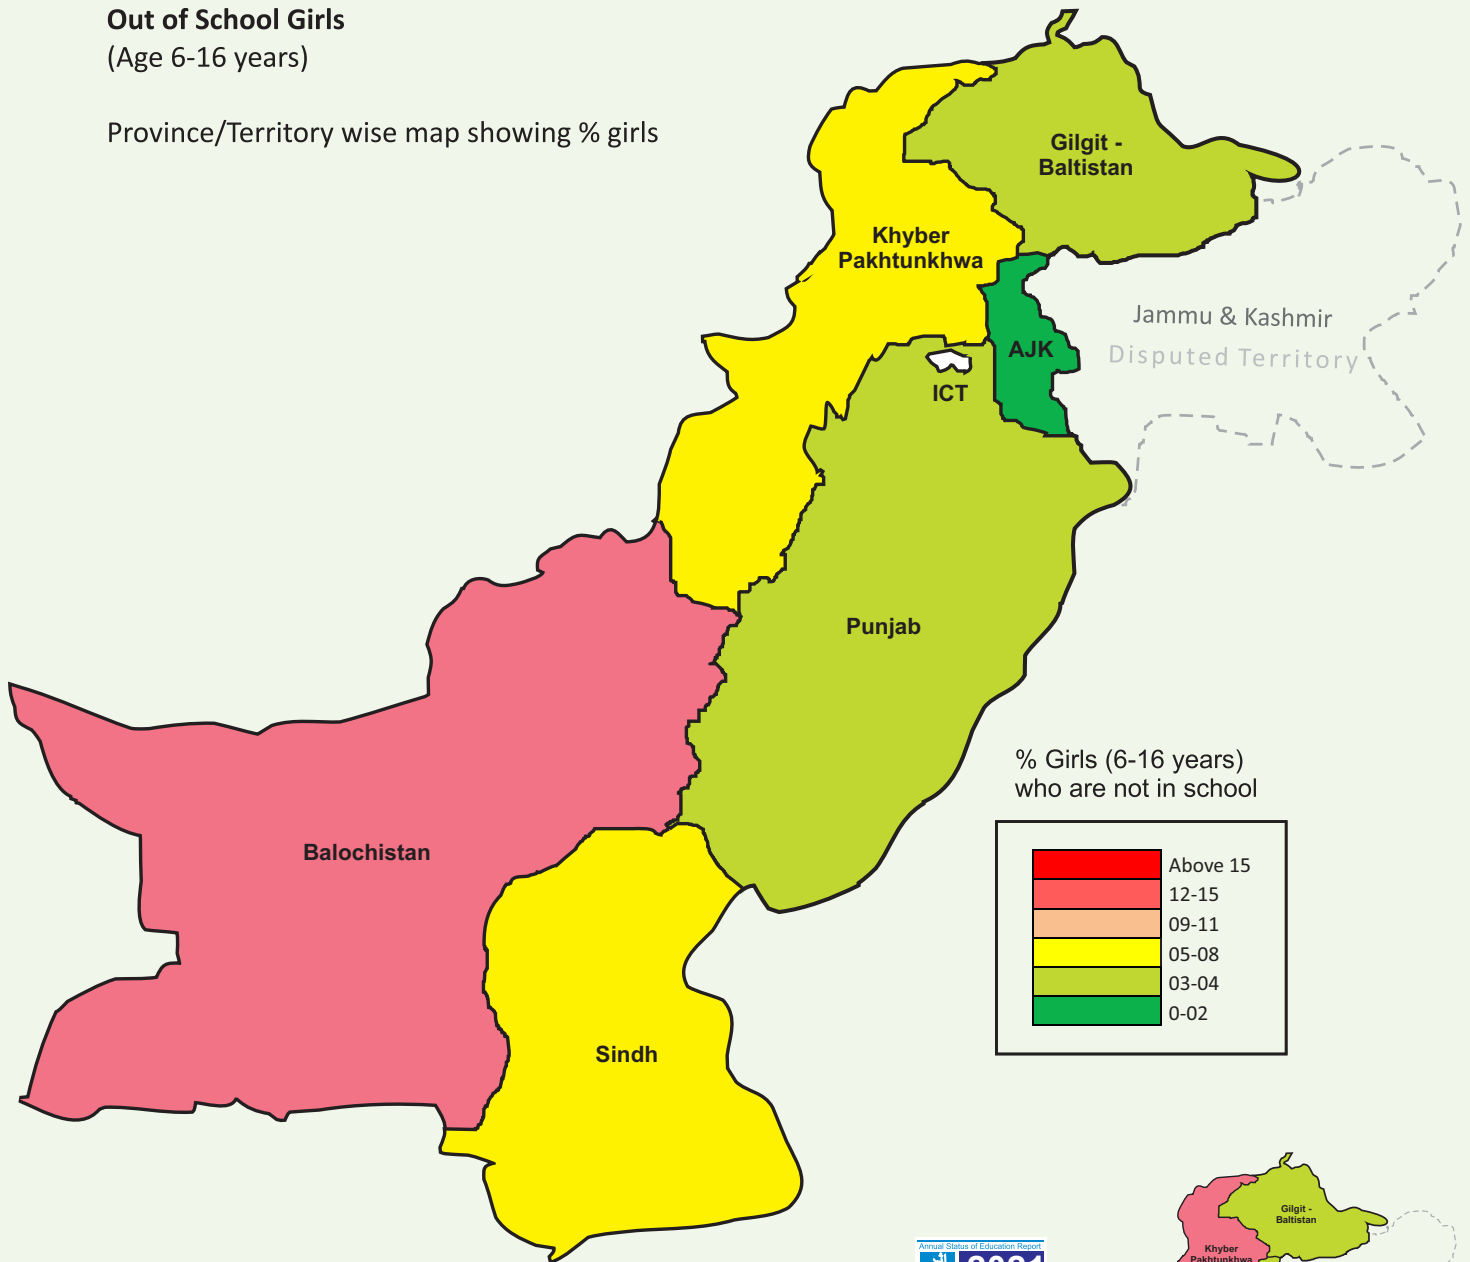 Out of School Girls
(Age 6-16 years)
Province/Territory wise map showing % girls
Gilgit -
Baltistan
Khyber
Pakhtunkhwa
Jammu & Kashmir
Disputed Territory
AJK
ICT
Punjab
Balochistan
Sindh
% Girls (6-16 years)
who are not in school
Above 15
12-15
09-11
05-08
03-04
0-02
Gilgit -
Baltistan
Khyber
Pakhtunkhwa
Annual Status of Education Report
2021